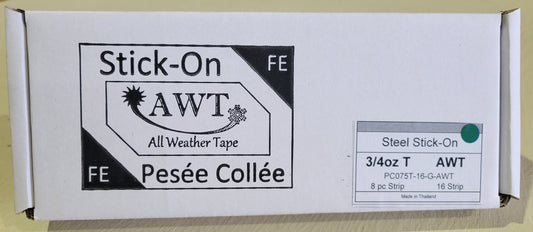 Stick-On
FE
AWT
All Weather Tape
FE
Pesée Collée
Steel Stick-On
3/4oz T AWT
PC075T-16-G-AWT
8 pc Strip 16 Strip
Made in Thailand